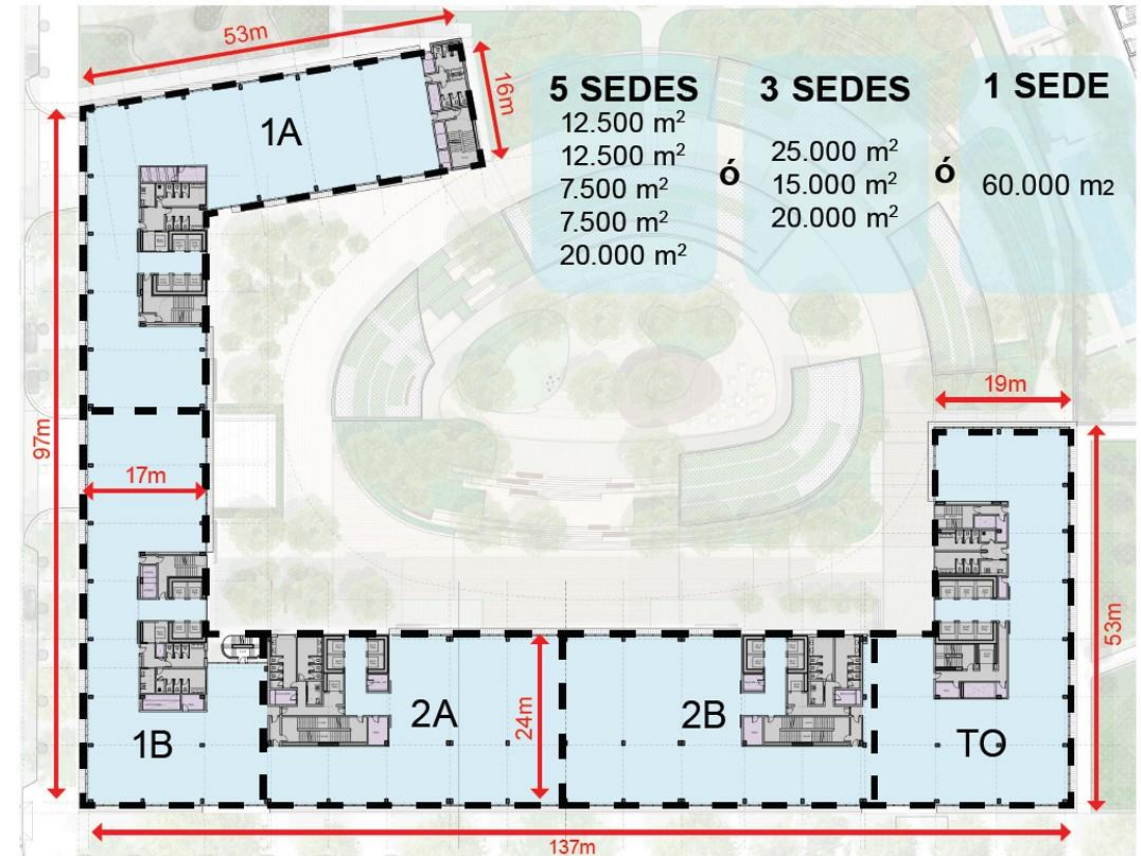 53m
16m
1A
5 SEDES
12.500 m²
12.500 m²
7.500 m²
7.500 m²
20.000 m²
ó
3 SEDES
25.000 m²
15.000 m²
20.000 m²
ó
1 SEDE
60.000 m2
97m
17m
19m
53m
24m
1B
2A
2B
TO
137m